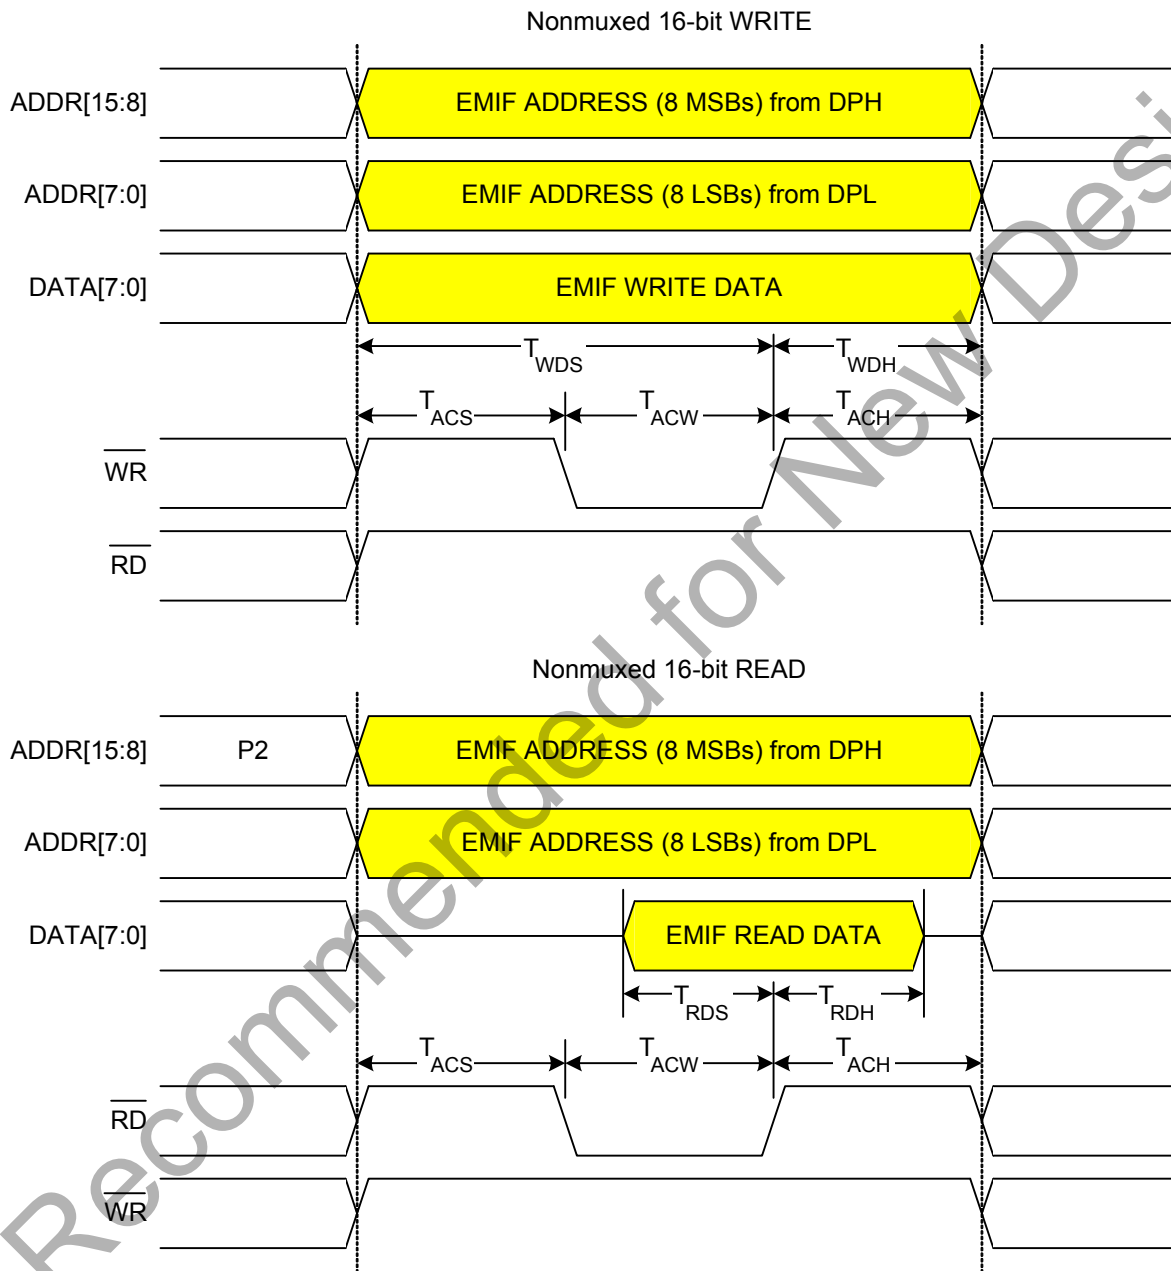 Nonmuxed 16-bit WRITE
ADDR[15:8] EMIF ADDRESS (8 MSBs) from DPH
ADDR[7:0] EMIF ADDRESS (8 LSBs) from DPL
DATA[7:0] EMIF WRITE DATA
TWDS TWDH
TACS TACW TACH
WR
RD
Nonmuxed 16-bit READ
ADDR[15:8] P2 EMIF ADDRESS (8 MSBs) from DPH
ADDR[7:0] EMIF ADDRESS (8 LSBs) from DPL
DATA[7:0] EMIF READ DATA
TRDS TRDH
TACS TACW TACH
RD
WR
Recommended for New Desi